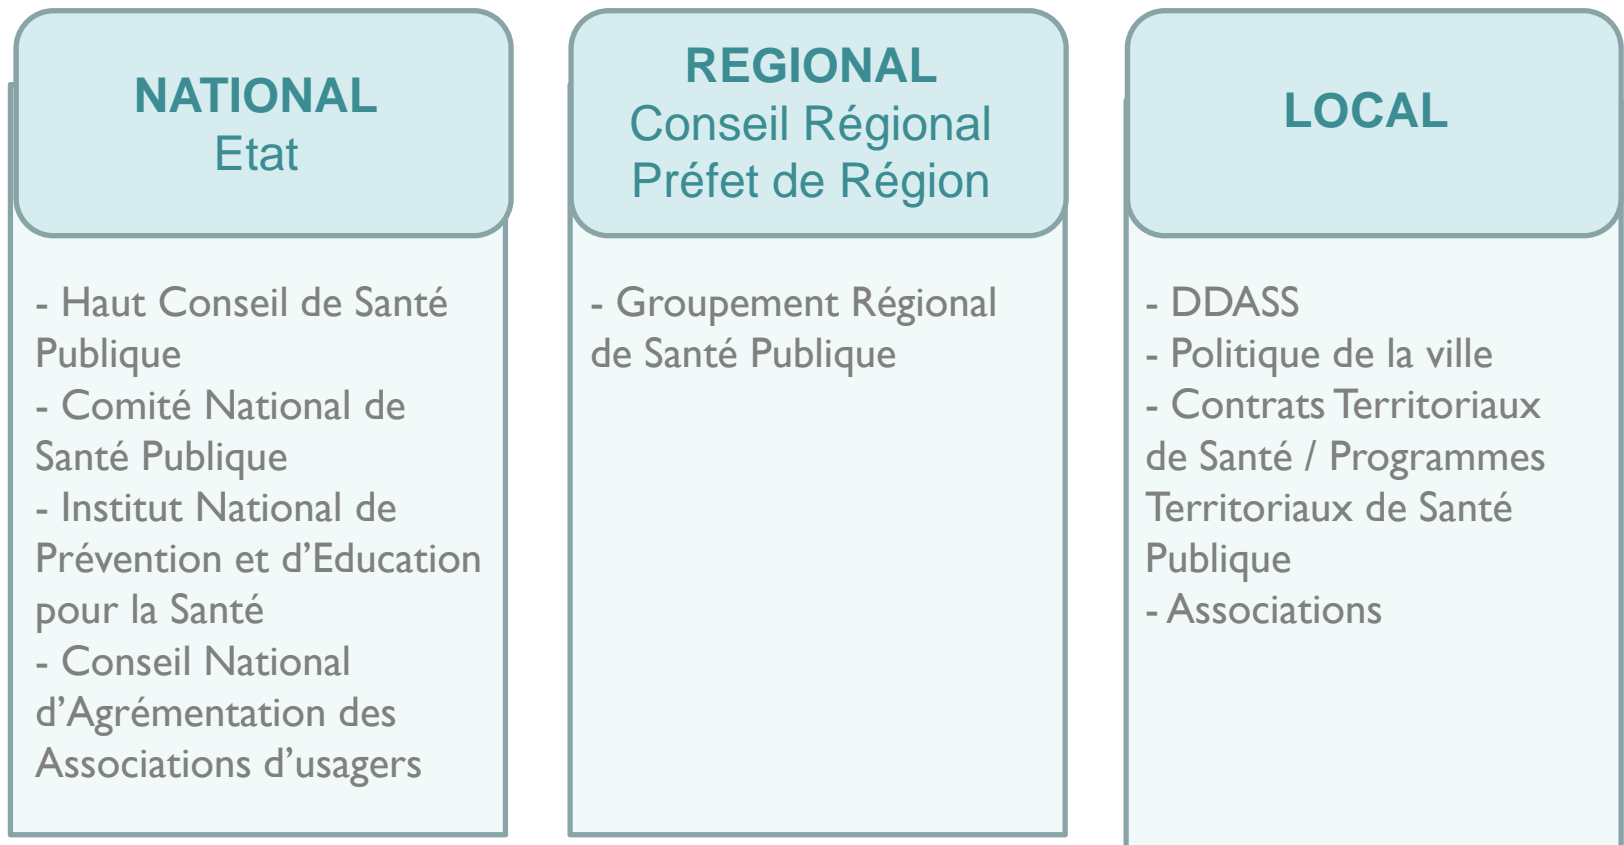 NATIONAL
Etat
- Haut Conseil de Santé
Publique
- Comité National de
Santé Publique
- Institut National de
Prévention et d’Education
pour la Santé
- Conseil National
d’Agrémentation des
Associations d’usagers
REGIONAL
Conseil Régional
Préfet de Région
- Groupement Régional
de Santé Publique
LOCAL
- DDASS
- Politique de la ville
- Contrats Territoriaux
de Santé / Programmes
Territoriaux de Santé
Publique
- Associations